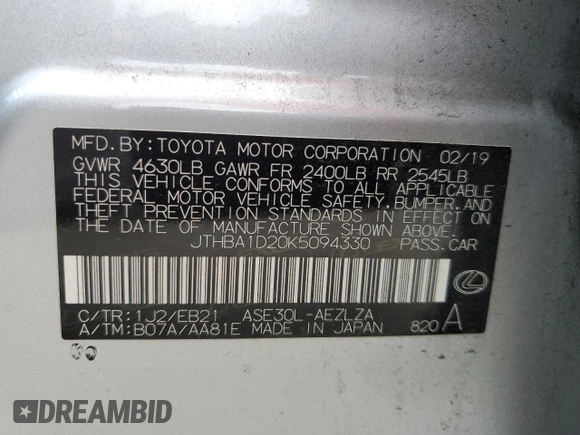 MFD. BY: TOYOTA MOTOR CORPORATION 02/19
GVWR 4630LB GAWR FR 2400LB RR 2545LB
THIS VEHICLE CONFORMS TO ALL APPLICABLE
FEDERAL MOTOR VEHICLE SAFETY, BUMPER, AND
THEFT PREVENTION STANDARDS IN EFFECT ON
THE DATE OF MANUFACTURE SHOWN ABOVE.
JTHBA1D20K5094330 PASS. CAR
C/TR: 1J2/EB21 ASE30L-AEZLZA
A/TM: B07A/AA81E MADE IN JAPAN 820 A
DREAMBID